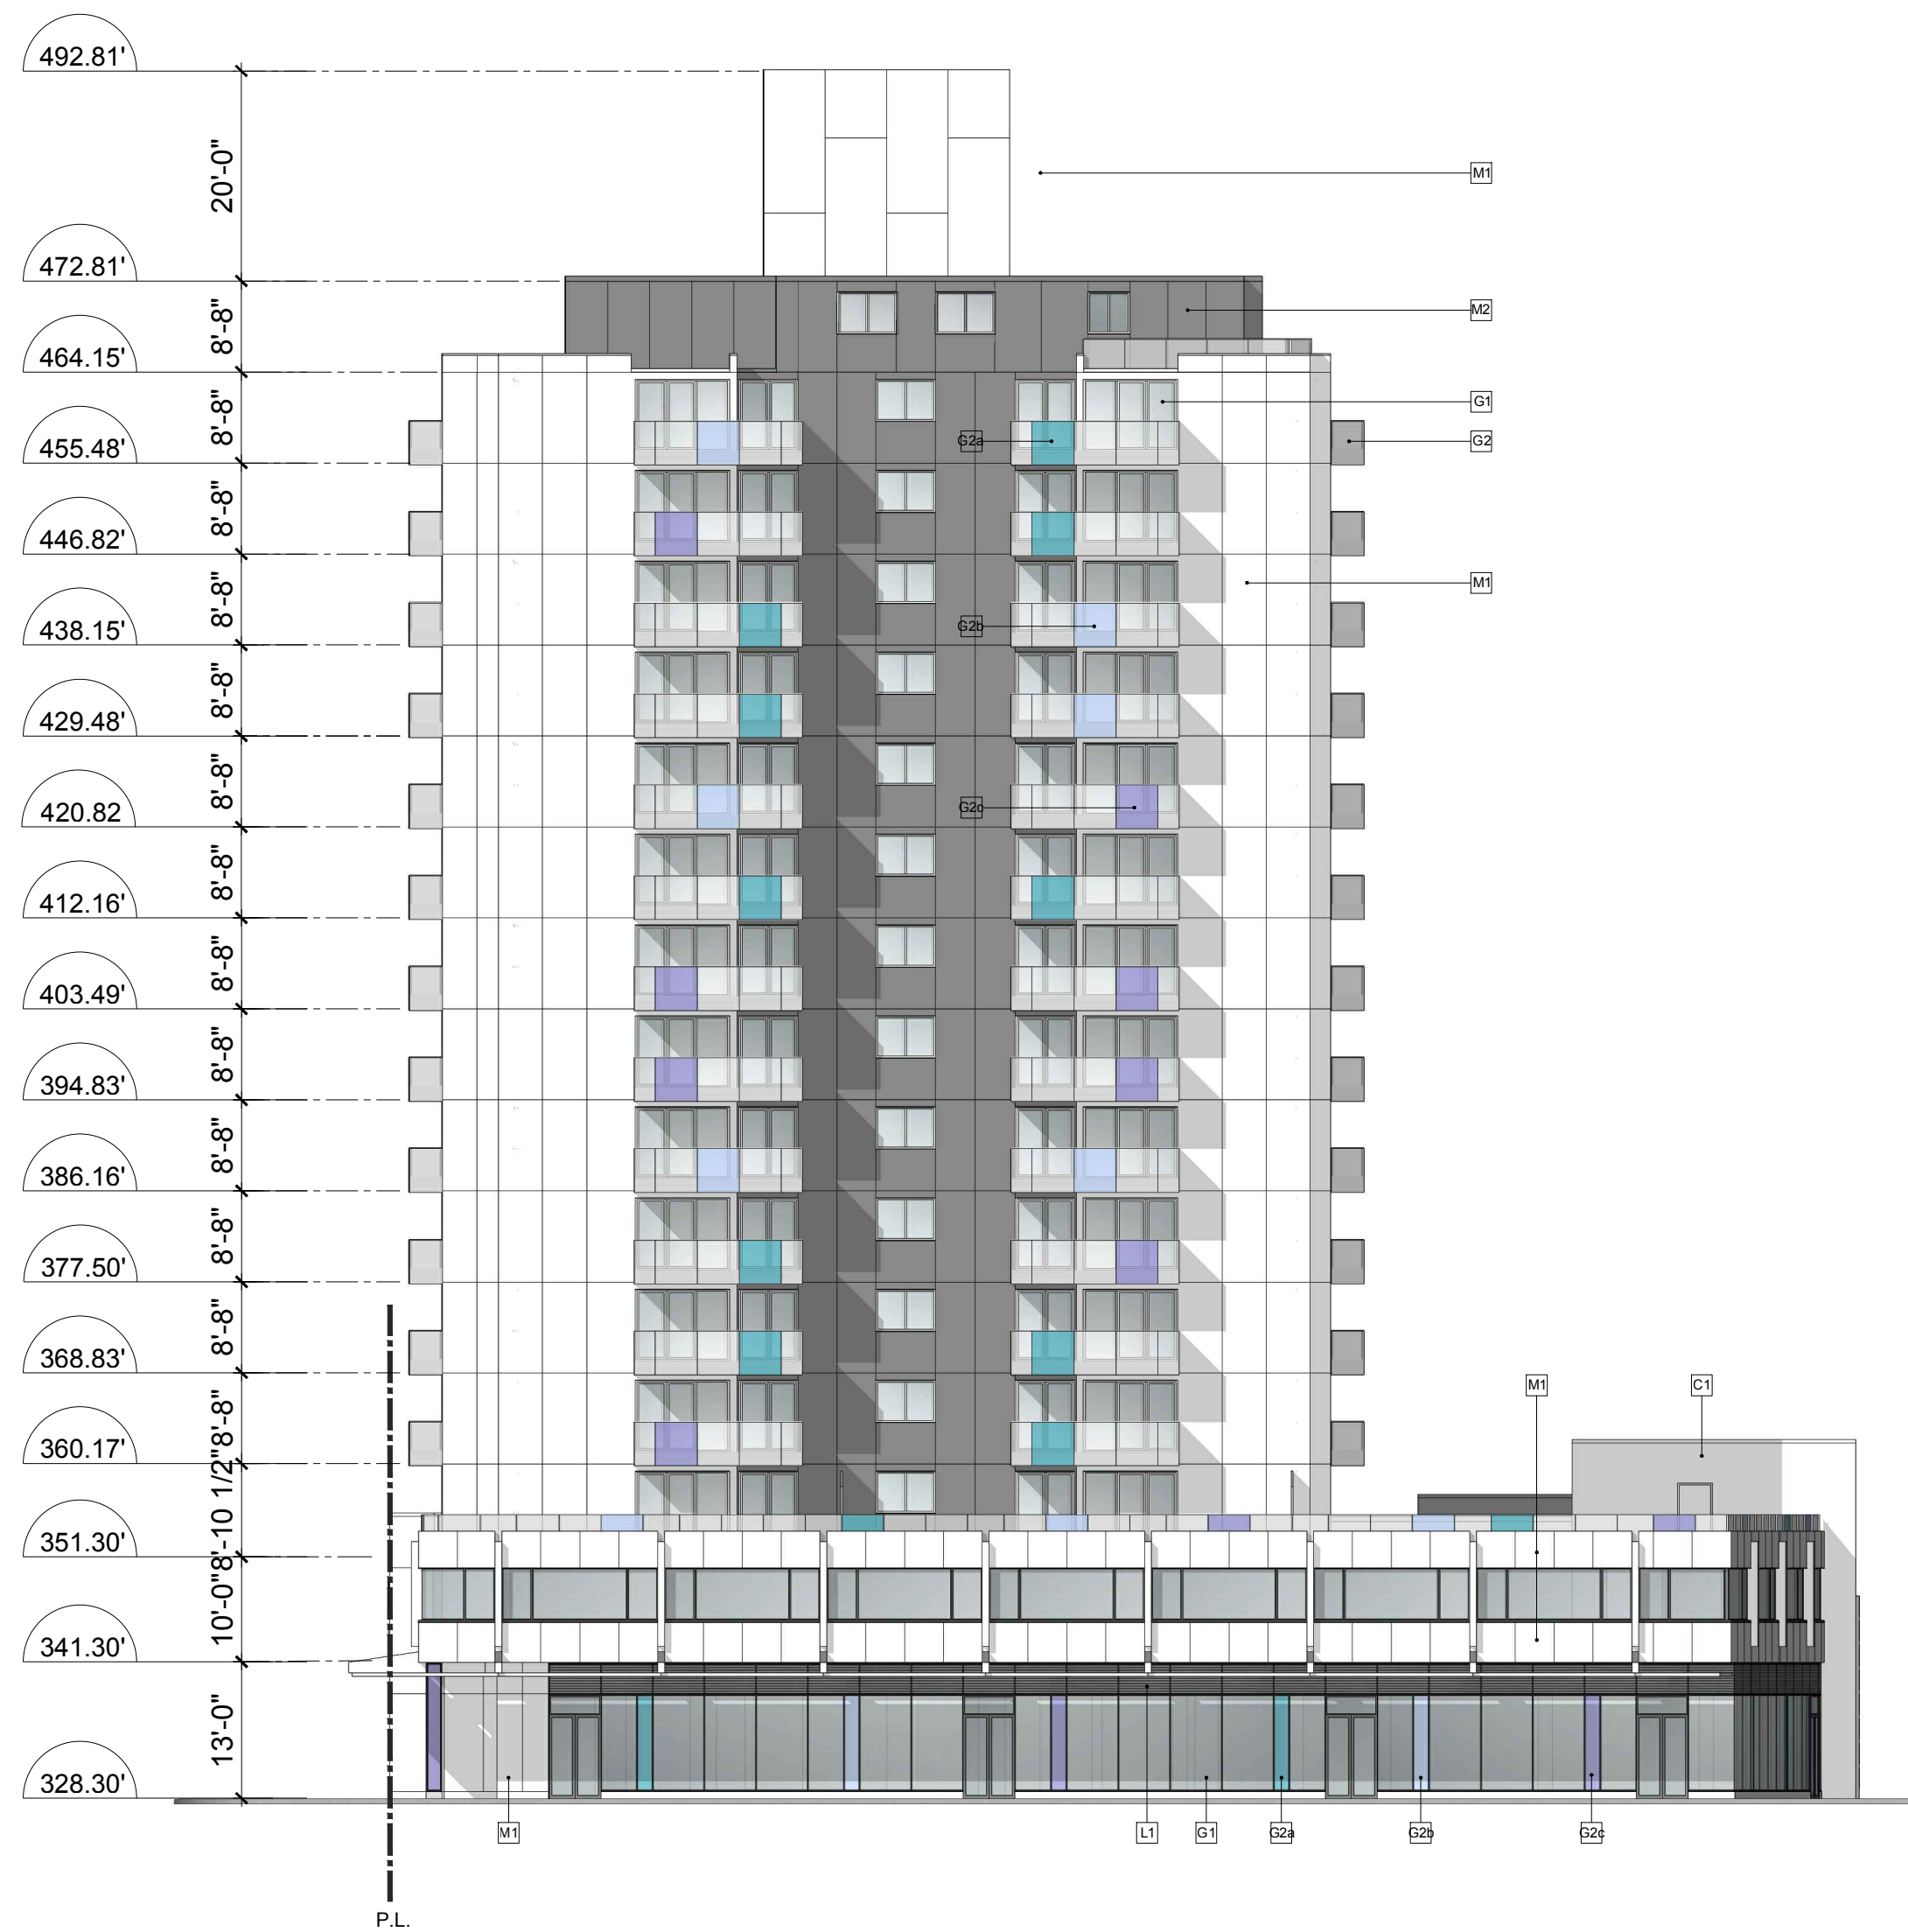 492.81'
20'-0"
M1
472.81'
8'-8"
M2
464.15'
8'-8"
G1
G2a
G2
455.48'
8'-8"
446.82'
8'-8"
M1
G2b
438.15'
8'-8"
429.48'
8'-8"
G2c
420.82
8'-8"
412.16'
8'-8"
403.49'
8'-8"
394.83'
8'-8"
386.16'
8'-8"
377.50'
8'-8"
368.83'
8'-8"
M1
C1
360.17'
8'-10 1/2"
351.30'
10'-0"
341.30'
13'-0"
328.30'
M1
L1
G1
G2a
G2b
G2c
P.L.